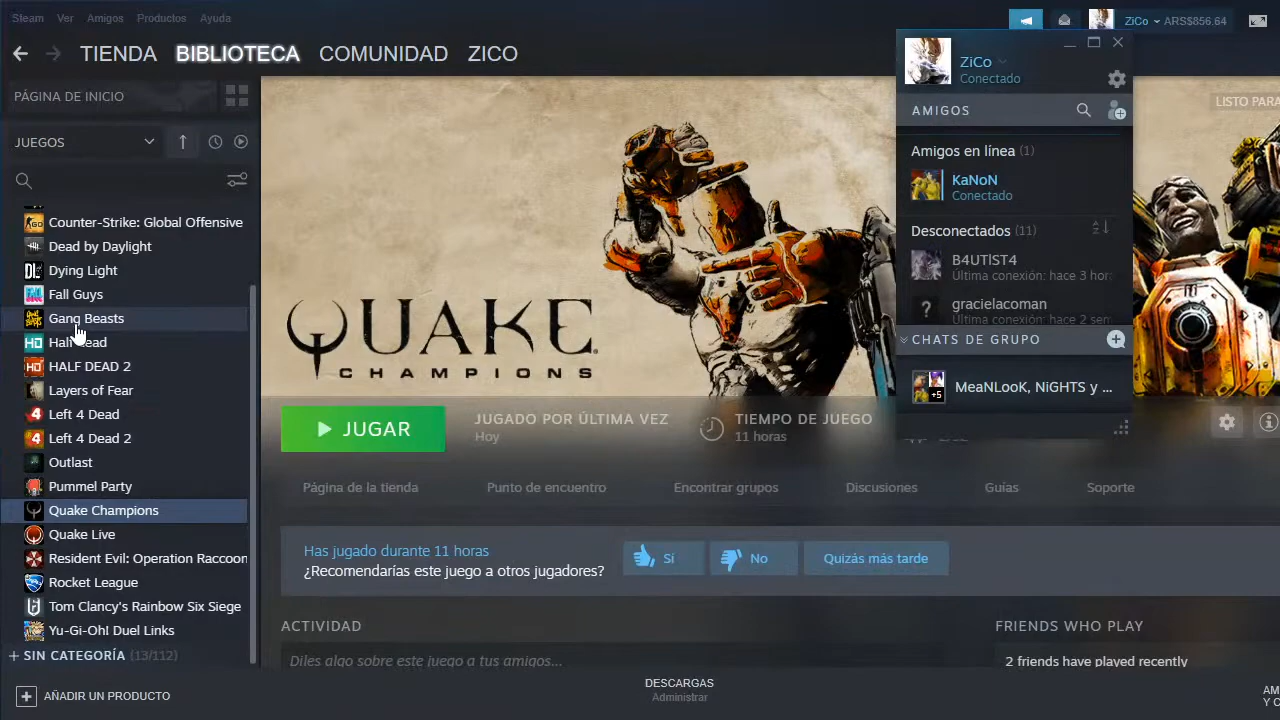 Steam Ver Amigos Productos Ayuda
ZiCo ARS$856.64
TIENDA BIBLIOTECA COMUNIDAD ZICO
PÁGINA DE INICIO
JUEGOS
Counter-Strike: Global Offensive
Dead by Daylight
Dying Light
Fall Guys
Gang Beasts
Half Dead
HALF DEAD 2
Layers of Fear
Left 4 Dead
Left 4 Dead 2
Outlast
Pummel Party
Quake Champions
Quake Live
Resident Evil: Operation Raccoon
Rocket League
Tom Clancy's Rainbow Six Siege
Yu-Gi-Oh! Duel Links
+ SIN CATEGORÍA (13/112)
AÑADIR UN PRODUCTO
QUAKE
CHAMPIONS
LISTO PARA
ZiCo
Conectado
AMIGOS
Amigos en línea (1)
KaNoN
Conectado
Desconectados (11)
B4UTlST4
Última conexión: hace 3 hor
gracielacoman
Última conexión: hace 2 sem
CHATS DE GRUPO
+5
MeaNLooK, NiGHTS y ...
JUGAR
JUGADO POR ÚLTIMA VEZ
Hoy
TIEMPO DE JUEGO
11 horas
Página de la tienda Punto de encuentro Encontrar grupos Discusiones Guías Soporte
Has jugado durante 11 horas
¿Recomendarías este juego a otros jugadores?
Sí No Quizás más tarde
ACTIVIDAD
Diles algo sobre este juego a tus amigos...
FRIENDS WHO PLAY
2 friends have played recently
DESCARGAS
Administrar
AM
Y C